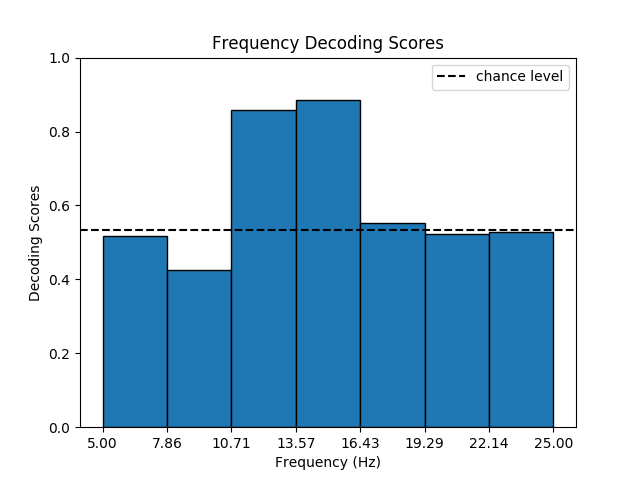 Frequency Decoding Scores
1.0
chance level
0.8
0.6
Decoding Scores
0.4
0.2
0.0
5.00 7.86 10.71 13.57 16.43 19.29 22.14 25.00
Frequency (Hz)